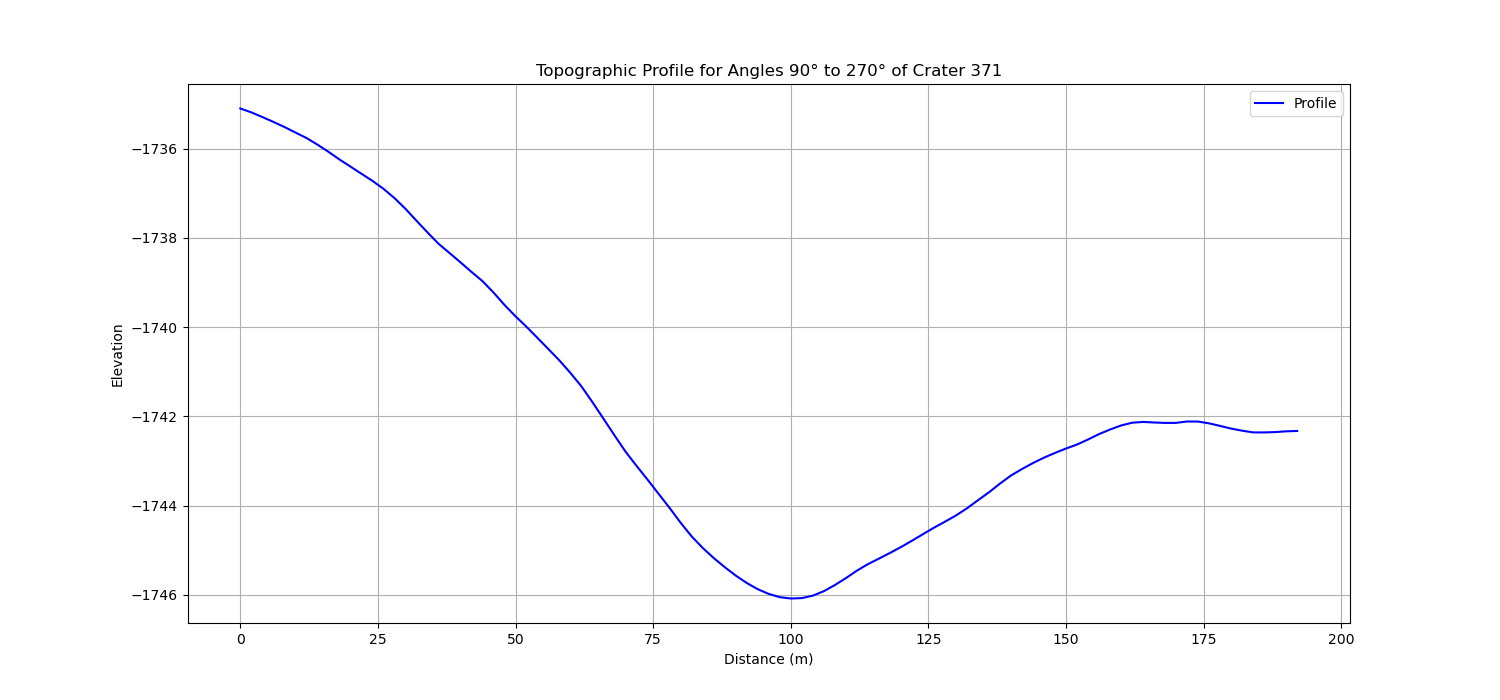 Topographic Profile for Angles 90° to 270° of Crater 371
Profile
−1736
−1738
−1740
−1742
−1744
−1746
Elevation
0 25 50 75 100 125 150 175 200
Distance (m)